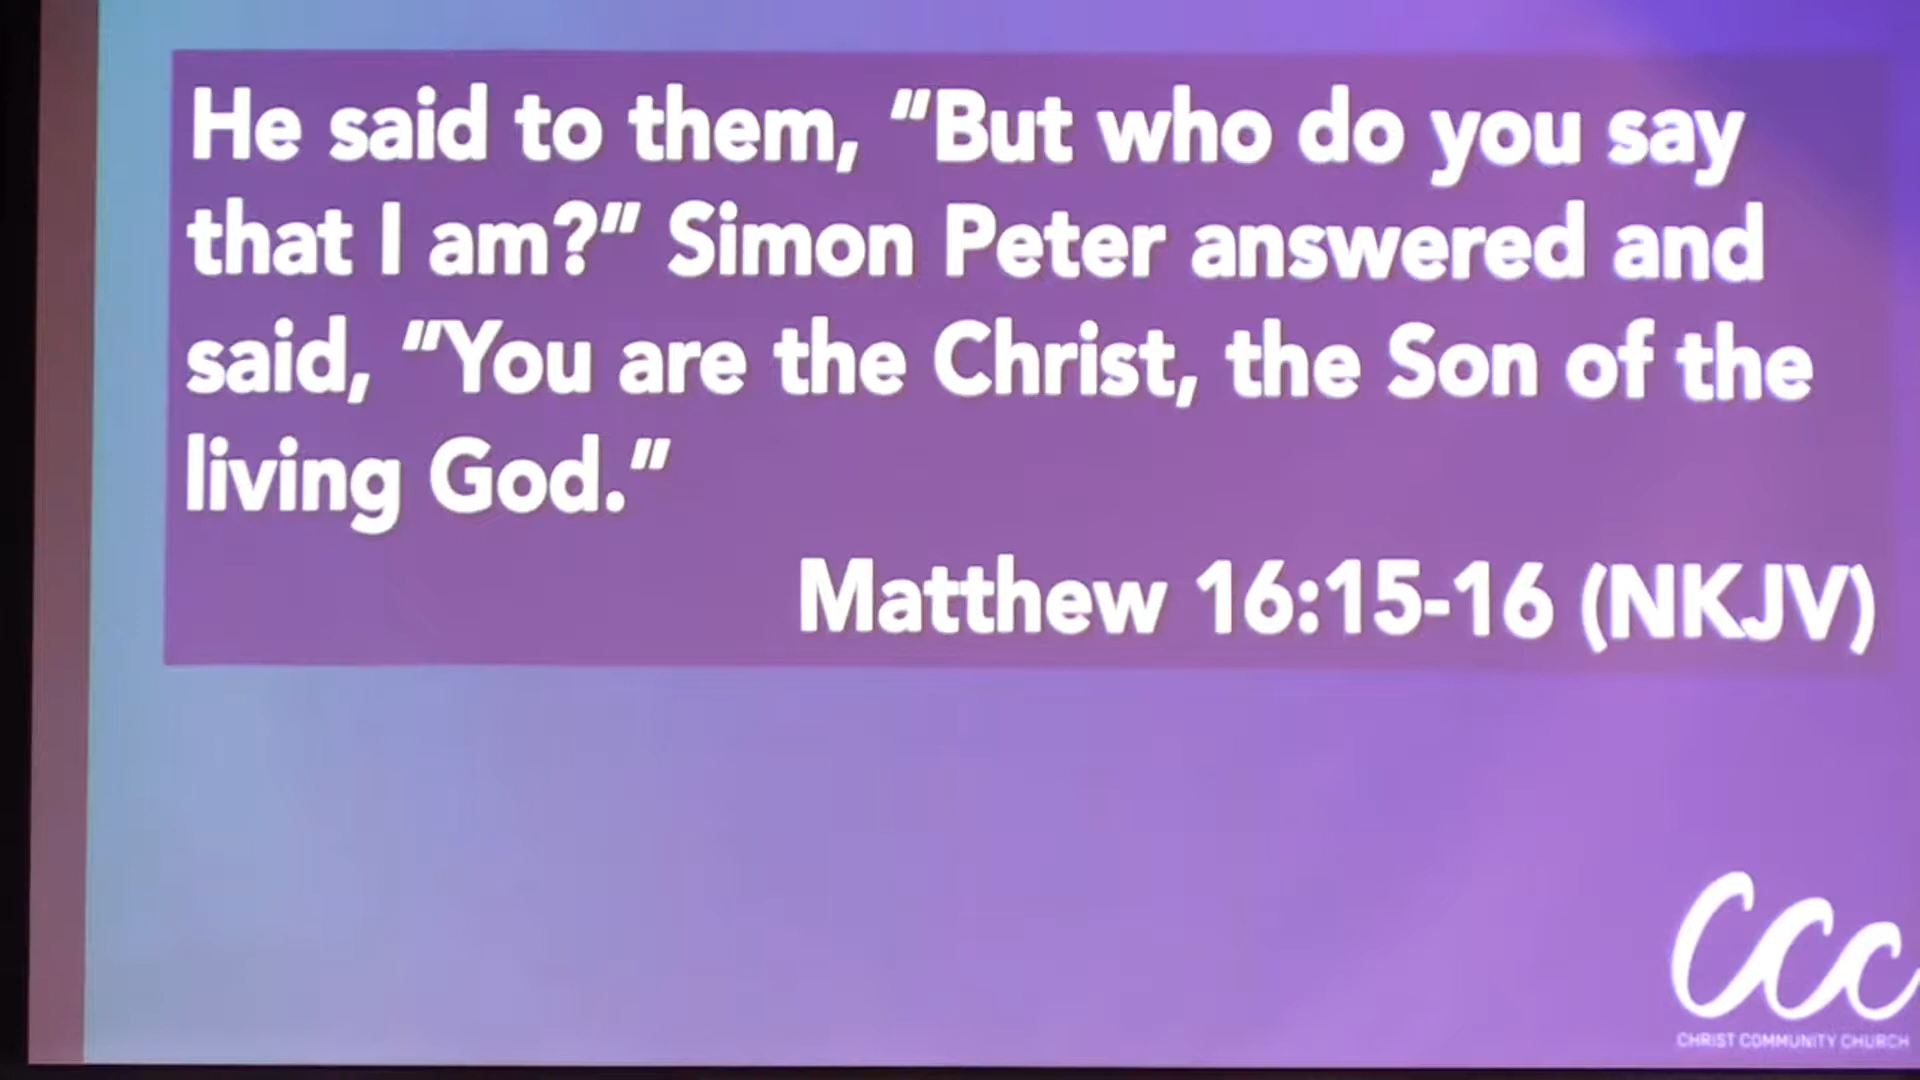 He said to them, “But who do you say
that I am?” Simon Peter answered and
said, “You are the Christ, the Son of the
living God.”
Matthew 16:15-16 (NKJV)
CCC
CHRIST COMMUNITY CHURCH